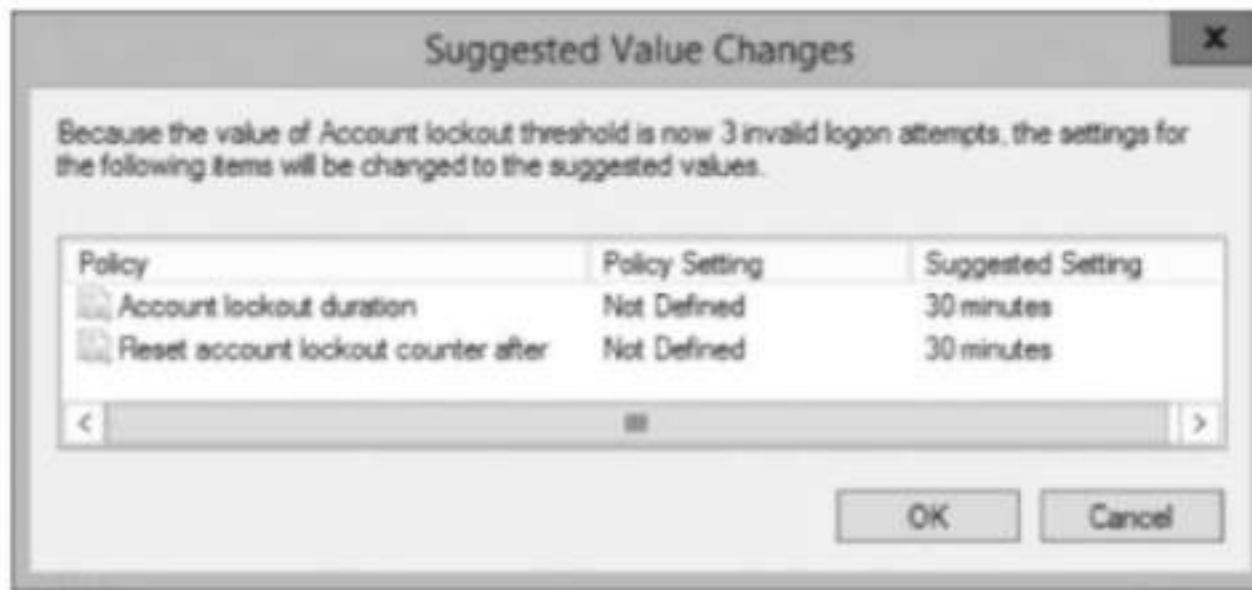 Suggested Value Changes
x
Because the value of Account lockout threshold is now 3 invalid logon attempts, the settings for
the following items will be changed to the suggested values.
Policy Policy Setting Suggested Setting
Account lockout duration Not Defined 30 minutes
Reset account lockout counter after Not Defined 30 minutes
OK Cancel